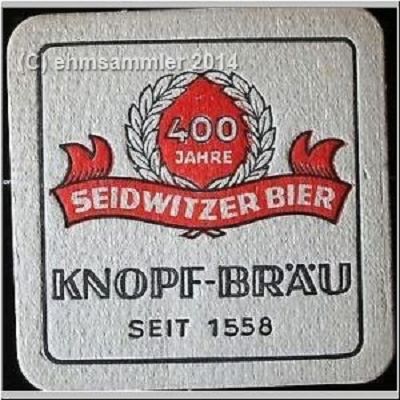 (C) ehmsammler 2014
400
JAHRE
SEIDWITZER BIER
KNOPF-BRÄU
SEIT 1558